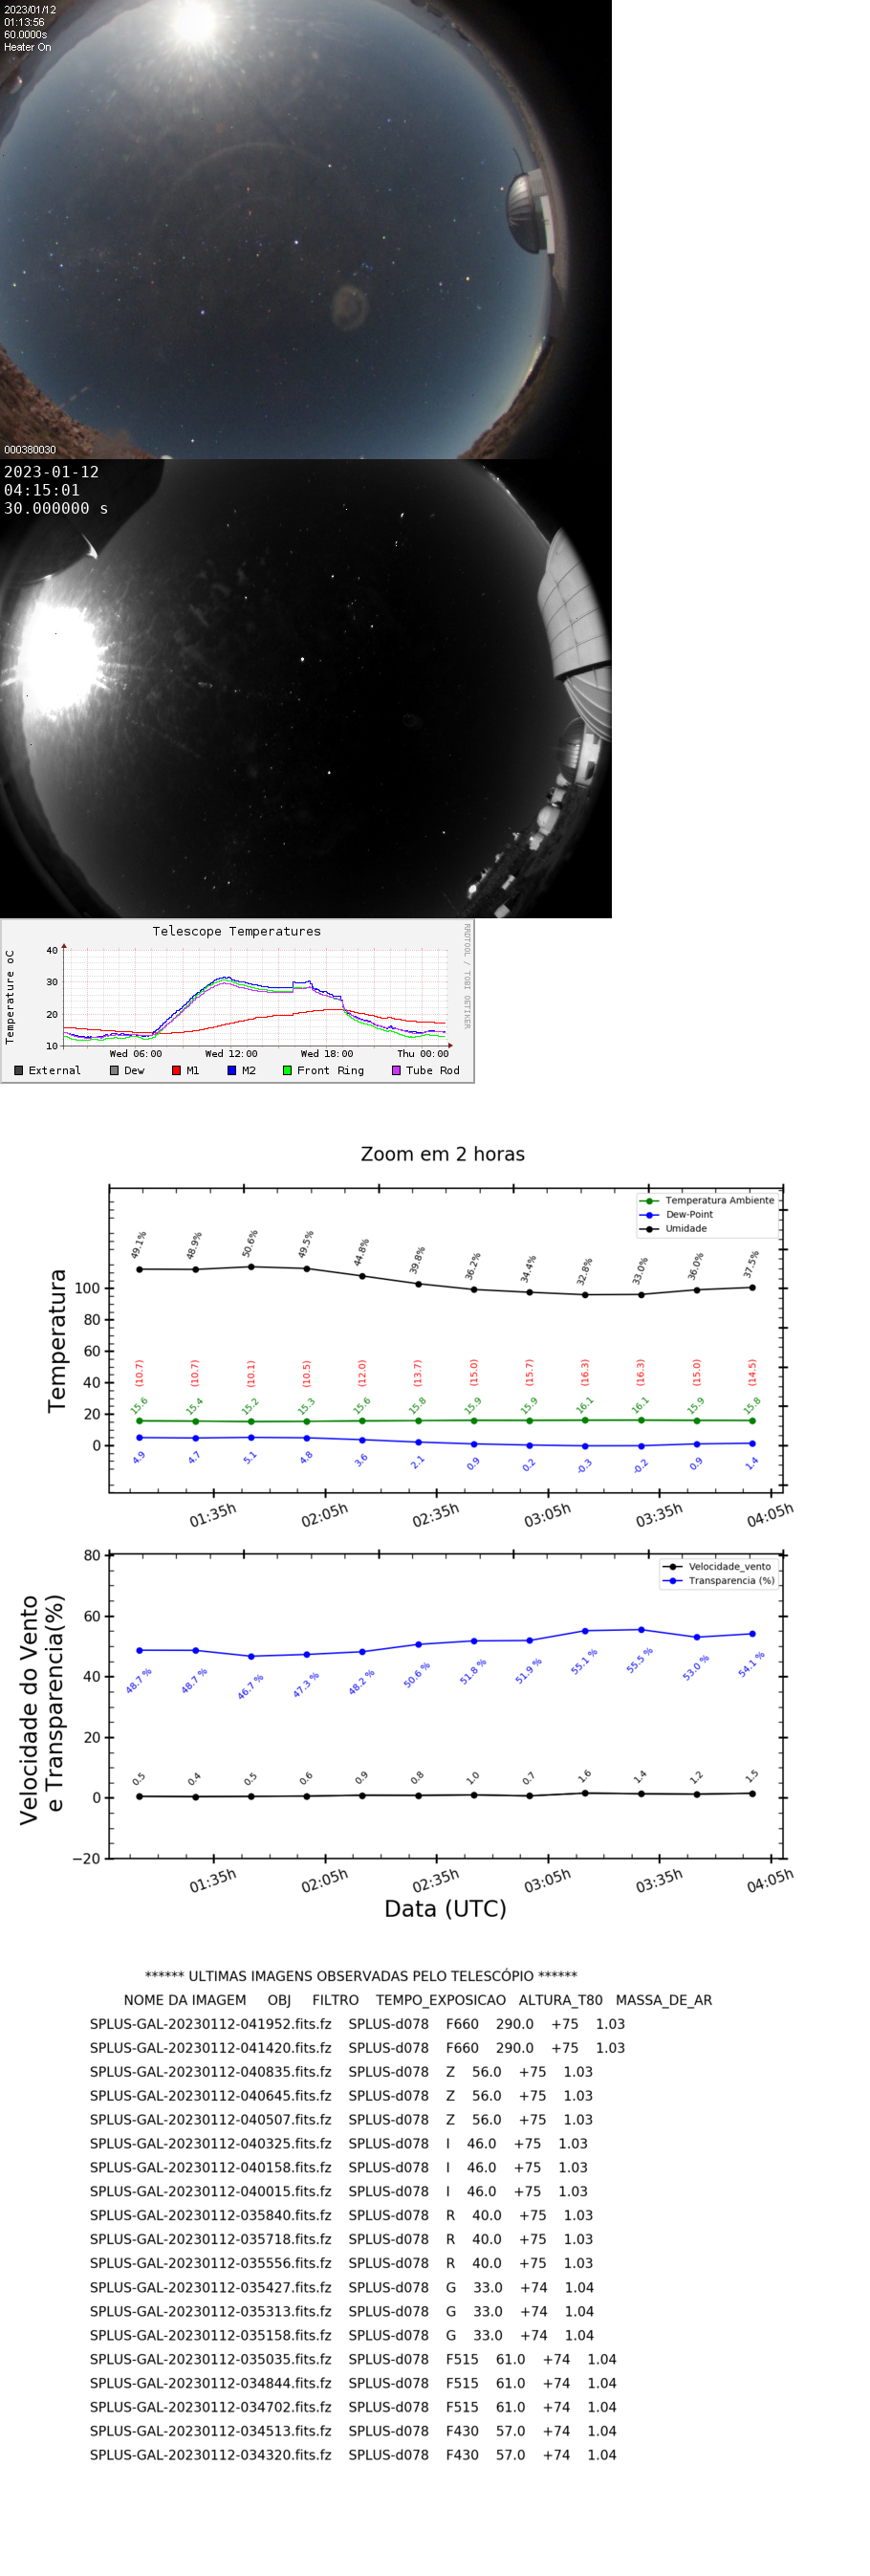 2023/01/12
01:13:56
60.0000s
Heater On
000380030
2023-01-12
04:15:01
30.000000 s
Telescope Temperatures
RRDTOOL / TOBI OETIKER
Temperature oC
40
30
20
10
Wed 06:00 Wed 12:00 Wed 18:00 Thu 00:00
External Dew M1 M2 Front Ring Tube Rod
Zoom em 2 horas
Temperatura Ambiente
Dew-Point
Umidade
Temperatura
49.1% 48.9% 50.6% 49.5% 44.8% 39.8% 36.2% 34.4% 32.8% 33.0% 36.0% 37.5%
100
80
60
40
20
0
(10.7) (10.7) (10.1) (10.5) (12.0) (13.7) (15.0) (15.7) (16.3) (16.3) (15.0) (14.5)
15.6 15.4 15.2 15.3 15.6 15.8 15.9 15.9 16.1 16.1 15.9 15.8
4.9 4.7 5.1 4.8 3.6 2.1 0.9 0.2 -0.3 -0.2 0.9 1.4
01:35h 02:05h 02:35h 03:05h 03:35h 04:05h
Velocidade do Vento
e Transparencia(%)
Velocidade_vento
Transparencia (%)
80
60
40
20
0
−20
48.7 % 48.7 % 46.7 % 47.3 % 48.2 % 50.6 % 51.8 % 51.9 % 55.1 % 55.5 % 53.0 % 54.1 %
0.5 0.4 0.5 0.6 0.9 0.8 1.0 0.7 1.6 1.4 1.2 1.5
01:35h 02:05h 02:35h 03:05h 03:35h 04:05h
Data (UTC)
****** ULTIMAS IMAGENS OBSERVADAS PELO TELESCÓPIO ******
NOME DA IMAGEM OBJ FILTRO TEMPO_EXPOSICAO ALTURA_T80 MASSA_DE_AR
SPLUS-GAL-20230112-041952.fits.fz SPLUS-d078 F660 290.0 +75 1.03
SPLUS-GAL-20230112-041420.fits.fz SPLUS-d078 F660 290.0 +75 1.03
SPLUS-GAL-20230112-040835.fits.fz SPLUS-d078 Z 56.0 +75 1.03
SPLUS-GAL-20230112-040645.fits.fz SPLUS-d078 Z 56.0 +75 1.03
SPLUS-GAL-20230112-040507.fits.fz SPLUS-d078 Z 56.0 +75 1.03
SPLUS-GAL-20230112-040325.fits.fz SPLUS-d078 I 46.0 +75 1.03
SPLUS-GAL-20230112-040158.fits.fz SPLUS-d078 I 46.0 +75 1.03
SPLUS-GAL-20230112-040015.fits.fz SPLUS-d078 I 46.0 +75 1.03
SPLUS-GAL-20230112-035840.fits.fz SPLUS-d078 R 40.0 +75 1.03
SPLUS-GAL-20230112-035718.fits.fz SPLUS-d078 R 40.0 +75 1.03
SPLUS-GAL-20230112-035556.fits.fz SPLUS-d078 R 40.0 +75 1.03
SPLUS-GAL-20230112-035427.fits.fz SPLUS-d078 G 33.0 +74 1.04
SPLUS-GAL-20230112-035313.fits.fz SPLUS-d078 G 33.0 +74 1.04
SPLUS-GAL-20230112-035158.fits.fz SPLUS-d078 G 33.0 +74 1.04
SPLUS-GAL-20230112-035035.fits.fz SPLUS-d078 F515 61.0 +74 1.04
SPLUS-GAL-20230112-034844.fits.fz SPLUS-d078 F515 61.0 +74 1.04
SPLUS-GAL-20230112-034702.fits.fz SPLUS-d078 F515 61.0 +74 1.04
SPLUS-GAL-20230112-034513.fits.fz SPLUS-d078 F430 57.0 +74 1.04
SPLUS-GAL-20230112-034320.fits.fz SPLUS-d078 F430 57.0 +74 1.04